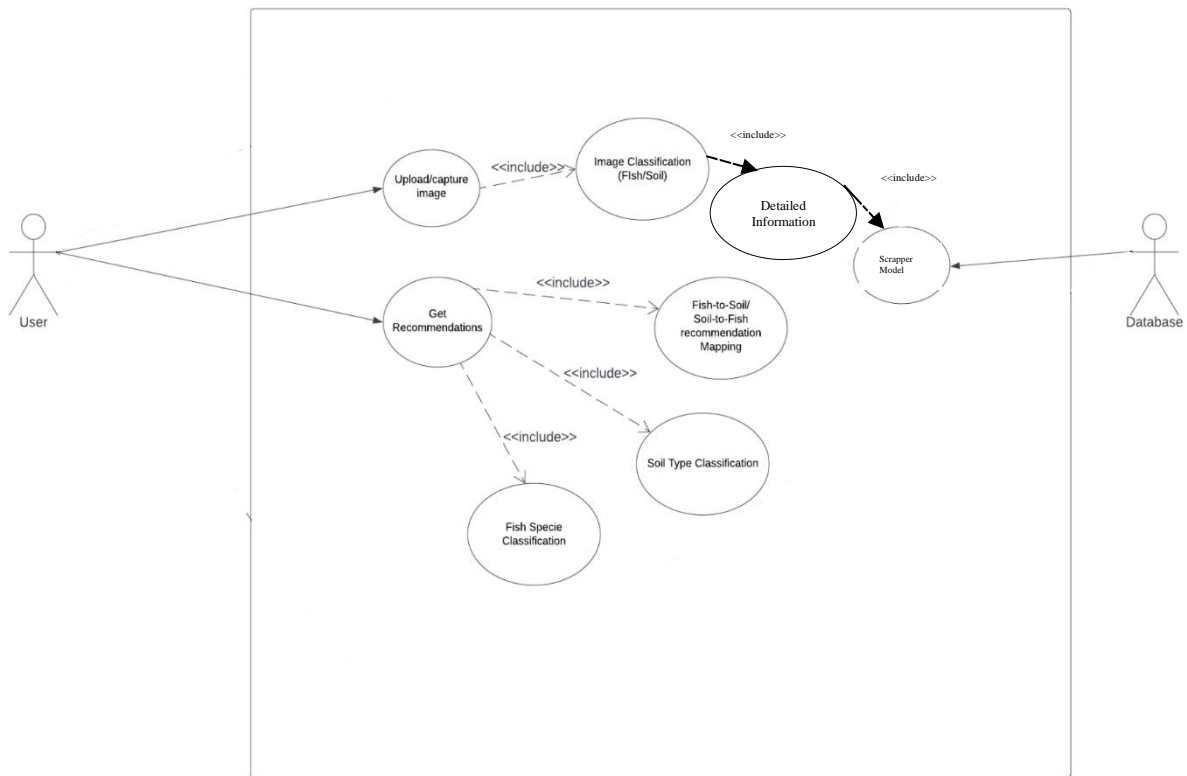 <<include>>
<<include>>
Image Classification
(FIsh/Soil)
<<include>>
Upload/capture
image
Detailed
Information
Scrapper
Model
User
Database
<<include>>
Get
Recommendations
Fish-to-Soil/
Soil-to-Fish
recommendation
Mapping
<<include>>
<<include>>
Soil Type Classification
Fish Specie
Classification